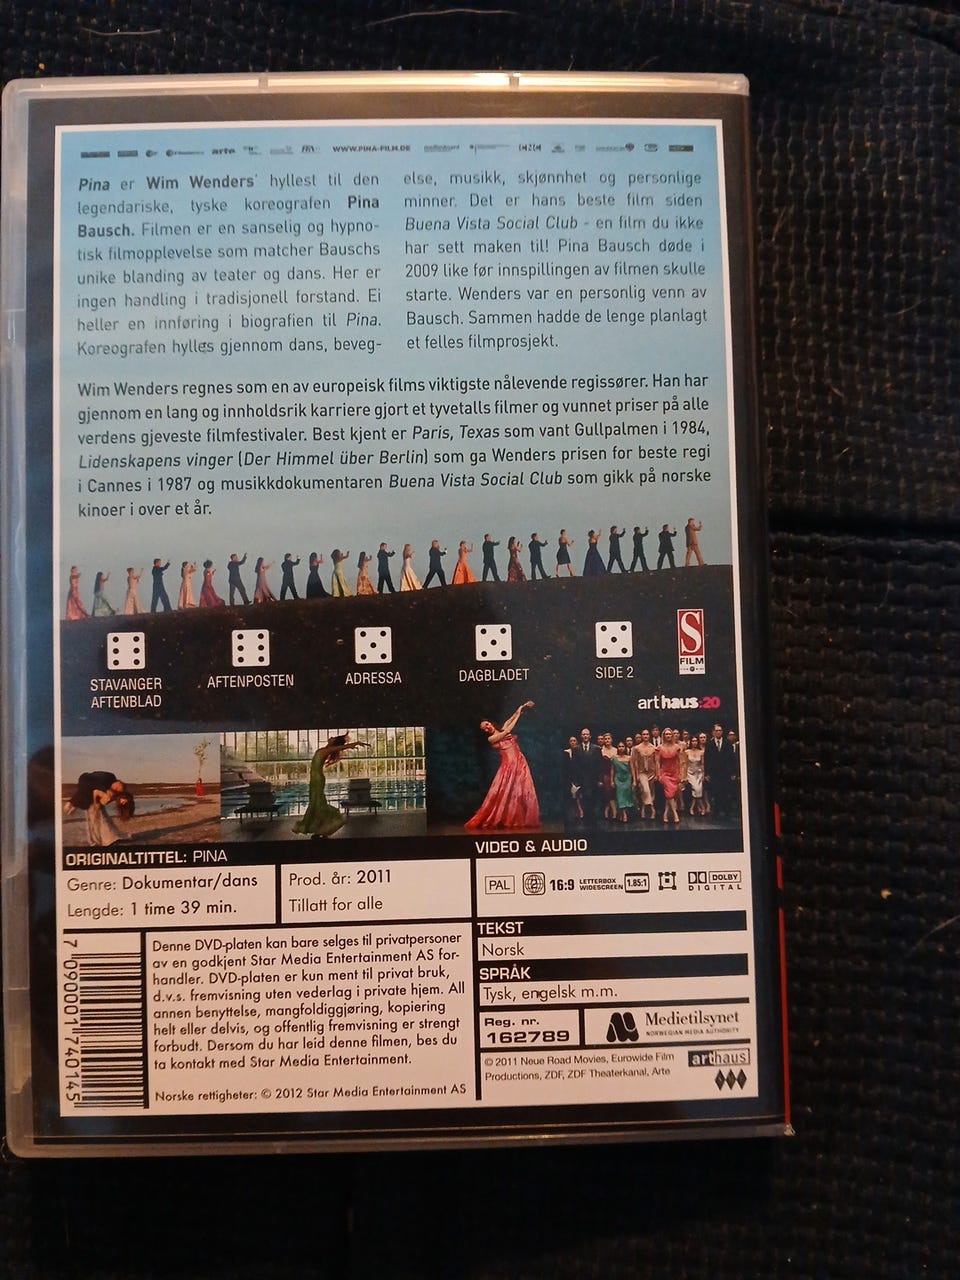 arte
WWW.PINA-FILM.DE
Pina er Wim Wenders' hyllest til den
legendariske, tyske koreografen Pina
Bausch. Filmen er en sanselig og hypno-
tisk filmopplevelse som matcher Bauschs
unike blanding av teater og dans. Her er
ingen handling i tradisjonell forstand. Ei
heller en innføring i biografien til Pina.
Koreografen hylles gjennom dans, beveg-
else, musikk, skjønnhet og personlige
minner. Det er hans beste film siden
Buena Vista Social Club - en film du ikke
har sett maken til! Pina Bausch døde i
2009 like før innspillingen av filmen skulle
starte. Wenders var en personlig venn av
Bausch. Sammen hadde de lenge planlagt
et felles filmprosjekt.
Wim Wenders regnes som en av europeisk films viktigste nålevende regissører. Han har
gjennom en lang og innholdsrik karriere gjort et tyvetalls filmer og vunnet priser på alle
verdens gjeveste filmfestivaler. Best kjent er Paris, Texas som vant Gullpalmen i 1984,
Lidenskapens vinger (Der Himmel über Berlin) som ga Wenders prisen for beste regi
i Cannes i 1987 og musikkdokumentaren Buena Vista Social Club som gikk på norske
kinoer i over et år.
STAVANGER
AFTENBLAD
AFTENPOSTEN
ADRESSA
DAGBLADET
SIDE 2
S
FILM
arthaus:20
ORIGINALTITTEL: PINA
Genre: Dokumentar/dans
Lengde: 1 time 39 min.
Prod. år: 2011
Tillatt for alle
VIDEO & AUDIO
PAL
16:9
LETTERBOX
WIDESCREEN
1.85:1
DOLBY
DIGITAL
TEKST
Norsk
SPRÅK
Tysk, engelsk m.m.
Reg. nr.
162789
Medietilsynet
NORWEGIAN MEDIA AUTHORITY
© 2011 Neue Road Movies, Eurowide Film
Productions, ZDF, ZDF Theaterkanal, Arte
arthaus
7 090001 740145
Denne DVD-platen kan bare selges til privatpersoner
av en godkjent Star Media Entertainment AS for-
handler. DVD-platen er kun ment til privat bruk,
d.v.s. fremvisning uten vederlag i private hjem. All
annen benyttelse, mangfoldiggjøring, kopiering
helt eller delvis, og offentlig fremvisning er strengt
forbudt. Dersom du har leid denne filmen, bes du
ta kontakt med Star Media Entertainment.
Norske rettigheter: © 2012 Star Media Entertainment AS